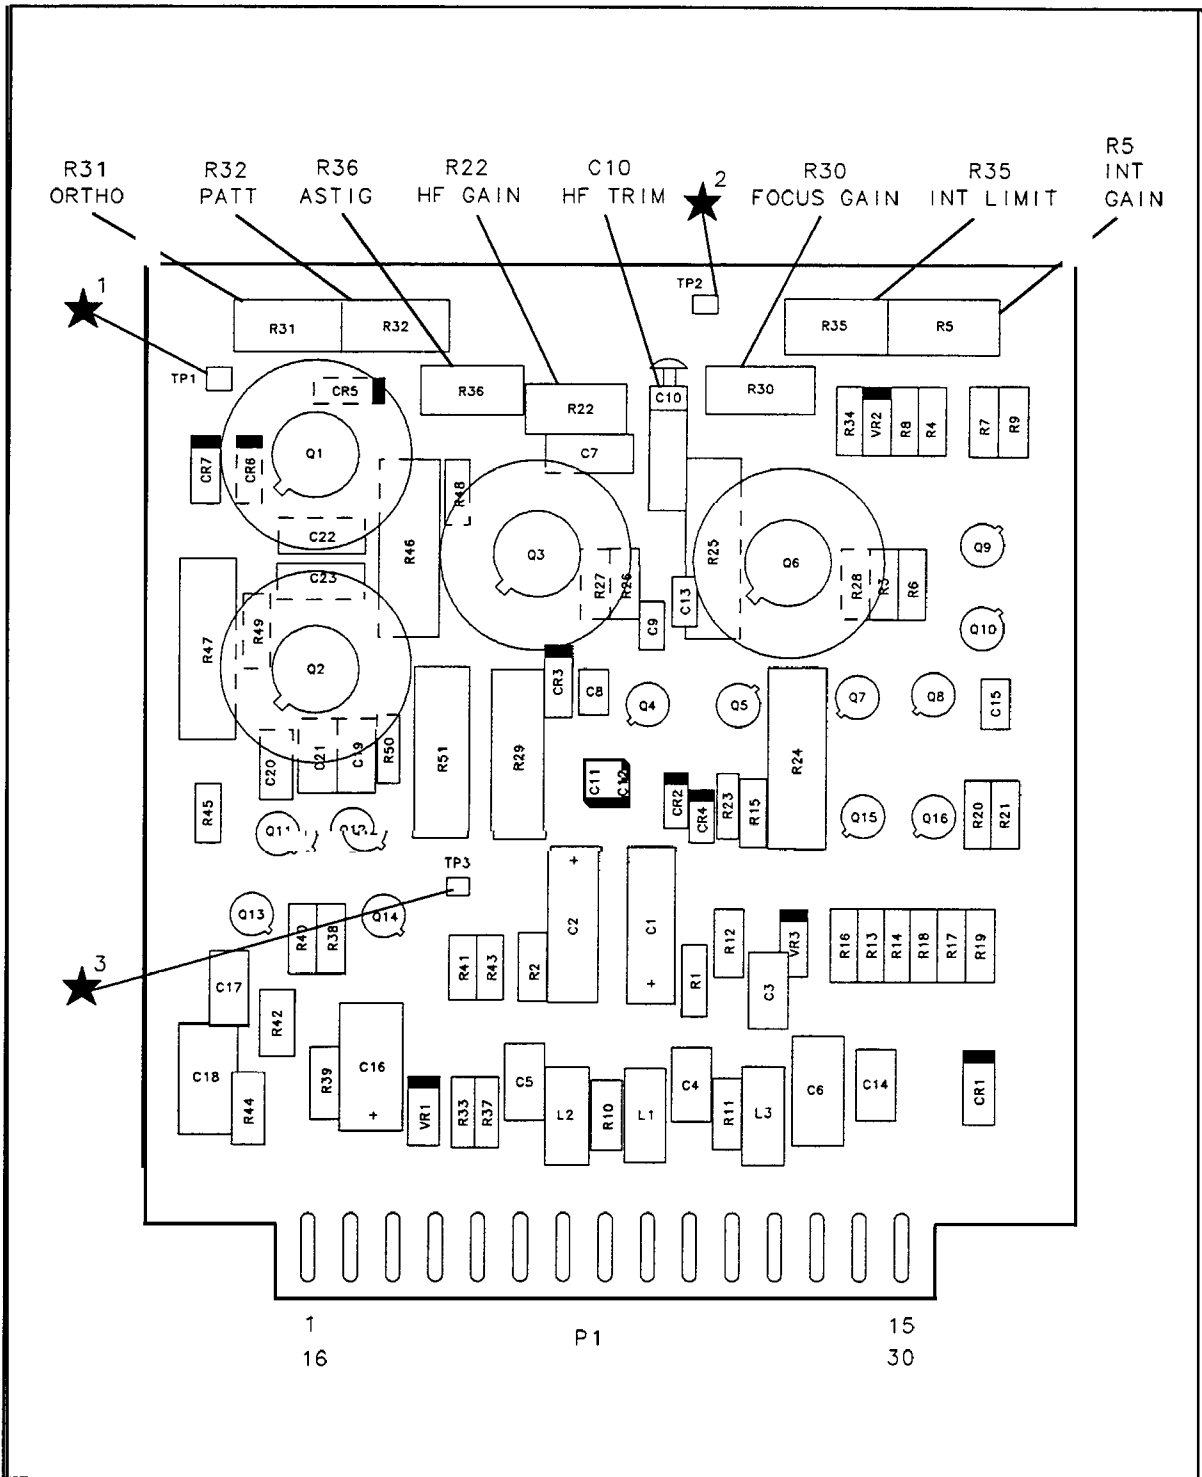 R31
ORTHO
R32
PATT
R36
ASTIG
R22
HF GAIN
C10
HF TRIM
2
R30
FOCUS GAIN
R35
INT LIMIT
R5
INT
GAIN
1
TP2
R31
R32
R35
R5
TP1
CR5
R36
R22
C10
R30
R34
VR2
R8
R4
R7
R9
CR7
CR6
Q1
R48
C7
C22
R46
Q3
R25
Q6
Q9
C23
R27
R26
C13
R28
R3
R6
R47
R49
C9
Q10
Q2
CR3
C8
Q4
Q5
Q7
Q8
C15
C20
C21
C19
R50
R51
R29
R24
C11
C12
CR2
CR4
R23
R15
R45
Q11
Q12
Q15
Q16
R20
R21
TP3
Q13
R40
R38
Q14
C2
+
C1
+
R12
VR3
R16
R13
R14
R18
R17
R19
3
C17
R41
R43
R2
R1
C3
R42
C18
R44
R39
C16
+
VR1
R33
R37
C5
L2
R10
L1
C4
R11
L3
C6
C14
CR1
1
P1
15
16
30